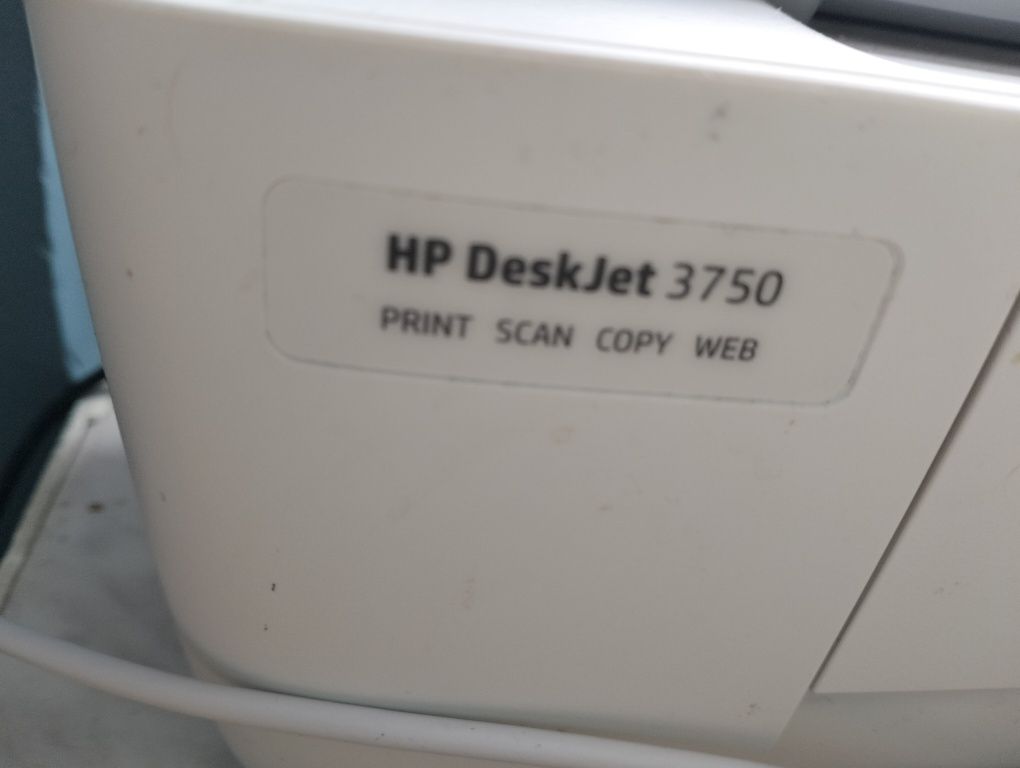 HP DeskJet 3750
PRINT SCAN COPY WEB